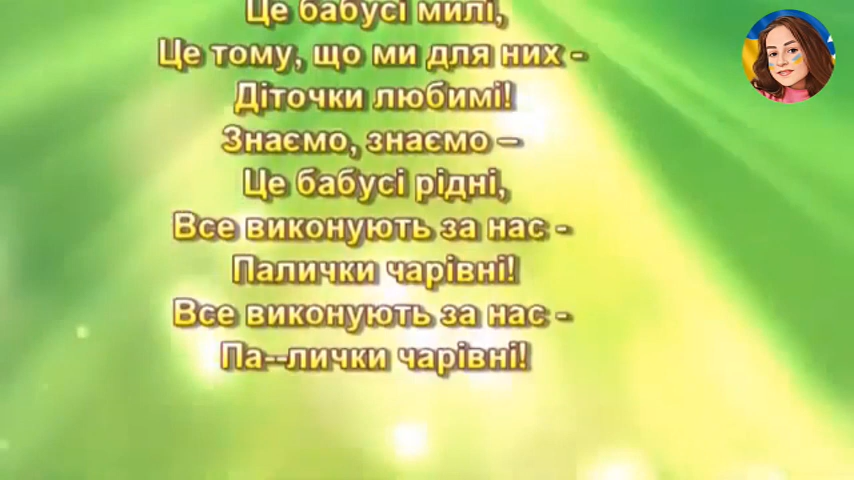 Це бабусі милі,
Це тому, що ми для них -
Діточки любимі!
Знаємо, знаємо –
Це бабусі рідні,
Все виконують за нас -
Палички чарівні!
Все виконують за нас -
Па--лички чарівні!